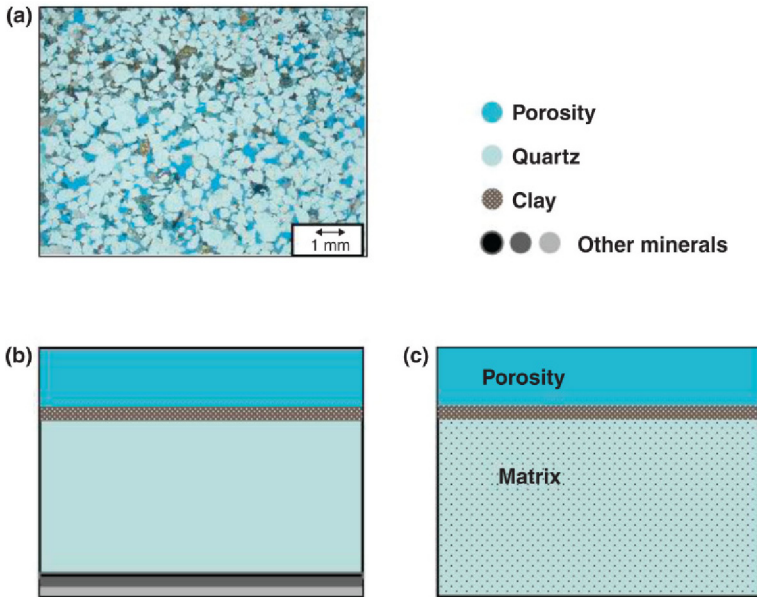 (a)
1 mm
Porosity
Quartz
Clay
Other minerals
(b)
(c)
Porosity
Matrix